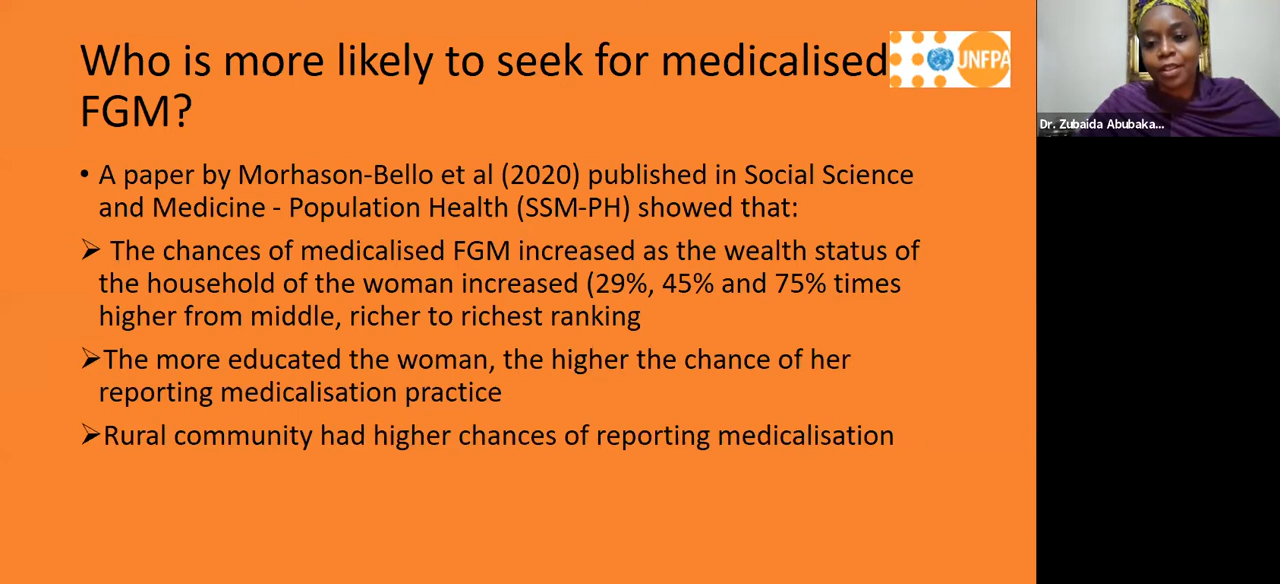 Who is more likely to seek for medicalised
FGM?
UNFPA
Dr. Zubaida Abubaka...
• A paper by Morhason-Bello et al (2020) published in Social Science
and Medicine - Population Health (SSM-PH) showed that:
➢ The chances of medicalised FGM increased as the wealth status of
the household of the woman increased (29%, 45% and 75% times
higher from middle, richer to richest ranking
➢The more educated the woman, the higher the chance of her
reporting medicalisation practice
➢Rural community had higher chances of reporting medicalisation